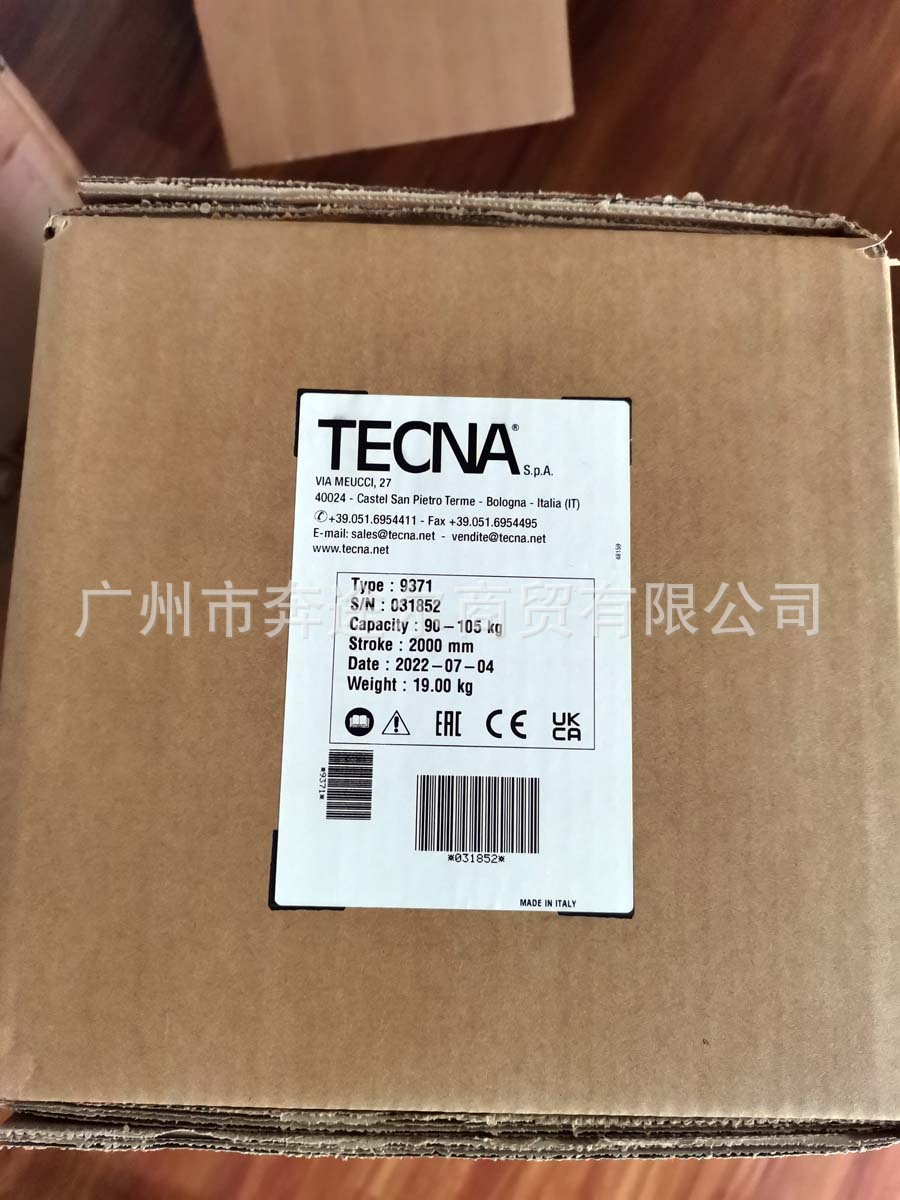 TECNA® S.p.A.
VIA MEUCCI, 27
40024 - Castel San Pietro Terme - Bologna - Italia (IT)
✆+39.051.6954411 - Fax +39.051.6954495
E-mail: sales@tecna.net - vendite@tecna.net
www.tecna.net
48159
Type : 9371
S/N : 031852
广州市奔 商贸有限公司
Capacity : 90-105 kg
Stroke : 2000 mm
Date : 2022-07-04
Weight : 19.00 kg
EAC CE UK
CA
*9371*
*031852*
MADE IN ITALY